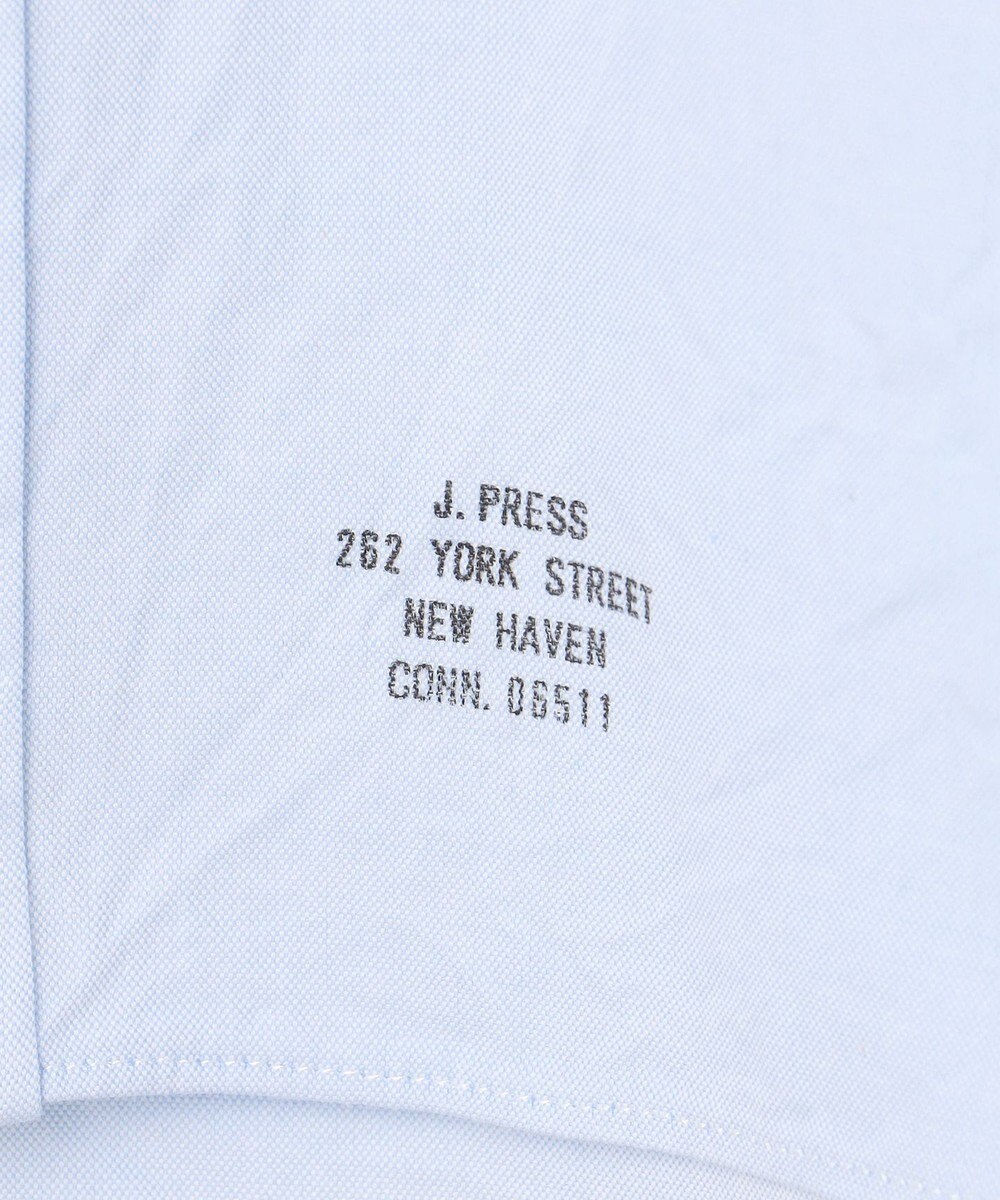 J. PRESS
262 YORK STREET
NEW HAVEN
CONN. 06511